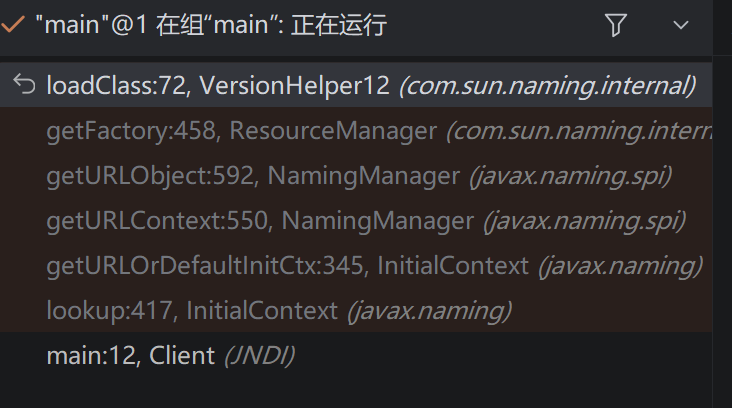 "main"@1 在组“main”: 正在运行
loadClass:72, VersionHelper12 (com.sun.naming.internal)
getFactory:458, ResourceManager (com.sun.naming.intern
getURLObject:592, NamingManager (javax.naming.spi)
getURLContext:550, NamingManager (javax.naming.spi)
getURLOrDefaultInitCtx:345, InitialContext (javax.naming)
lookup:417, InitialContext (javax.naming)
main:12, Client (JNDI)